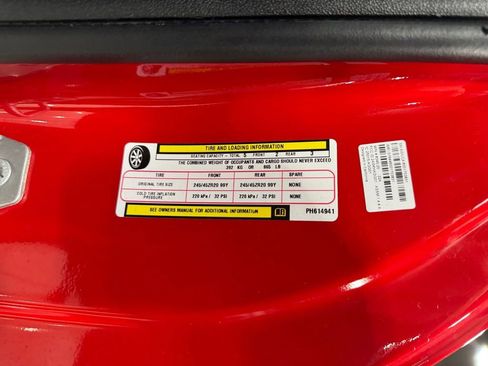 TIRE AND LOADING INFORMATION
SEATING CAPACITY - TOTAL 5 FRONT 2 REAR 3
THE COMBINED WEIGHT OF OCCUPANTS AND CARGO SHOULD NEVER EXCEED
392 KG OR 865 LB
FRONT REAR SPARE
ORIGINAL TIRE SIZE 245/45ZR20 99Y 245/45ZR20 99Y NONE
COLD TIRE INFLATION PRESSURE 220 kPa / 32 PSI 220 kPa / 32 PSI NONE
SEE OWNERS MANUAL FOR ADDITIONAL INFORMATION
PH614941